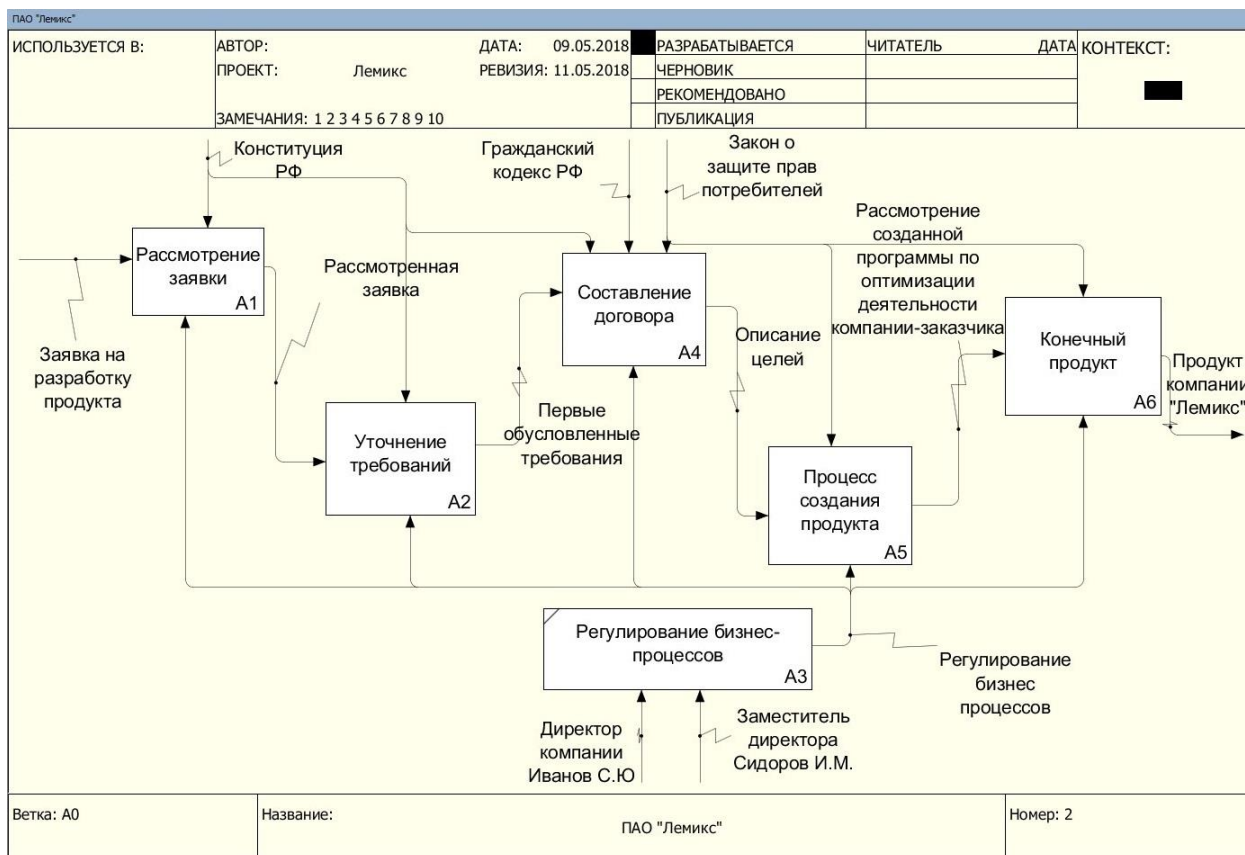 ПАО "Лемикс"
ИСПОЛЬЗУЕТСЯ В:
АВТОР:
ДАТА: 09.05.2018
ПРОЕКТ: Лемикс
РЕВИЗИЯ: 11.05.2018
ЗАМЕЧАНИЯ: 1 2 3 4 5 6 7 8 9 10
РАЗРАБАТЫВАЕТСЯ
ЧЕРНОВИК
РЕКОМЕНДОВАНО
ПУБЛИКАЦИЯ
ЧИТАТЕЛЬ
ДАТА
КОНТЕКСТ:
Конституция
РФ
Гражданский
кодекс РФ
Закон о
защите прав
потребителей
Рассмотрение
заявки
A1
Заявка на
разработку
продукта
Рассмотренная
заявка
Уточнение
требований
A2
Первые
обусловленные
требования
Составление
договора
A4
Описание
целей
Рассмотрение
созданной
программы по
оптимизации
деятельности
компании-заказчика
Процесс
создания
продукта
A5
Конечный
продукт
A6
Продукт
компании
"Лемикс"
Регулирование бизнес-
процессов
A3
Регулирование
бизнес
процессов
Директор
компании
Иванов С.Ю
Заместитель
директора
Сидоров И.М.
Ветка: A0
Название:
ПАО "Лемикс"
Номер: 2